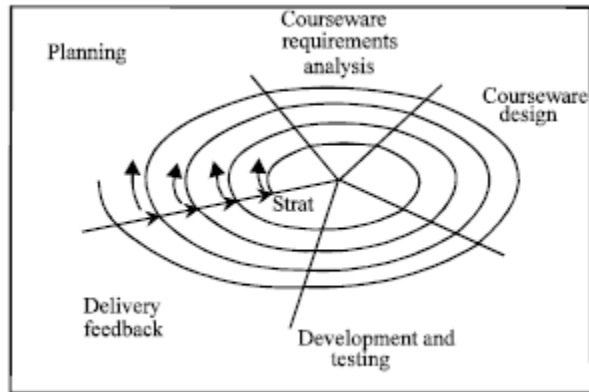 Planning
Courseware
requirements
analysis
Courseware
design
Strat
Delivery
feedback
Development and
testing